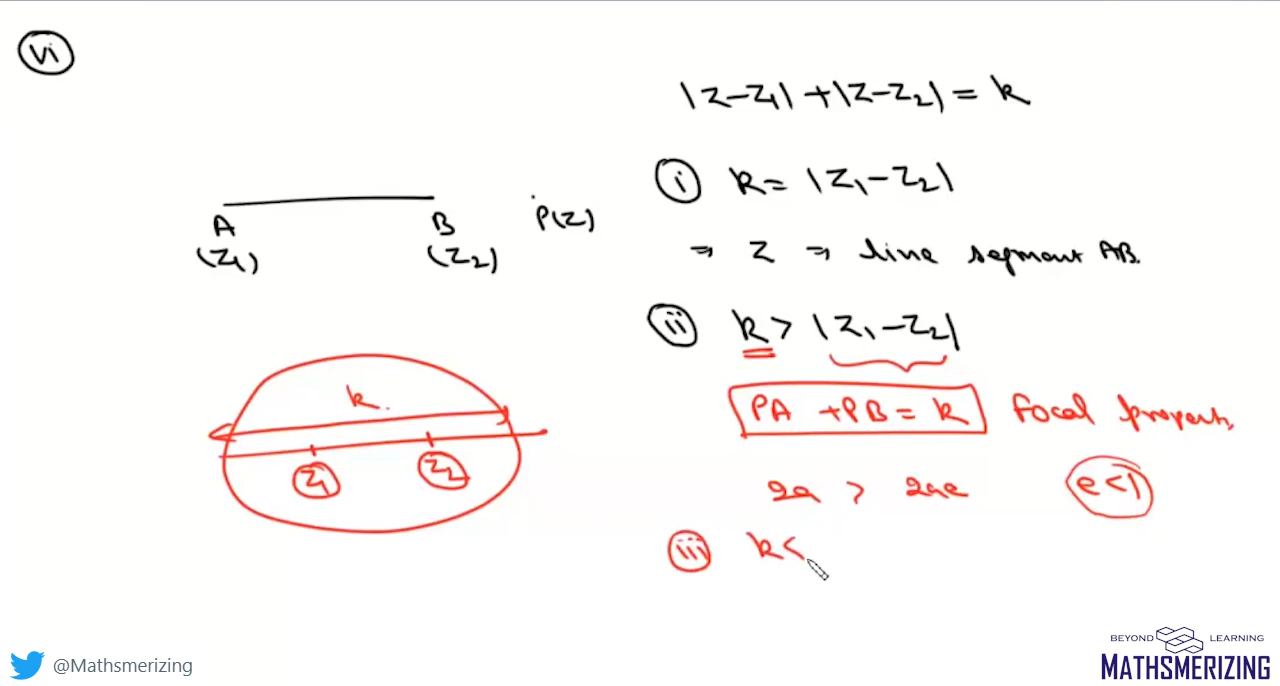 vi
|z-z1| + |z-z2| = k
i k = |z1-z2|
⇒ z ⇒ line segment AB.
A B P(z)
(z1) (z2)
ii k > |z1-z2|
PA + PB = k Focal property
k
z1 z2
2a > 2ae e<1
iii k<
@Mathsmerizing
BEYOND LEARNING
MATHSMERIZING